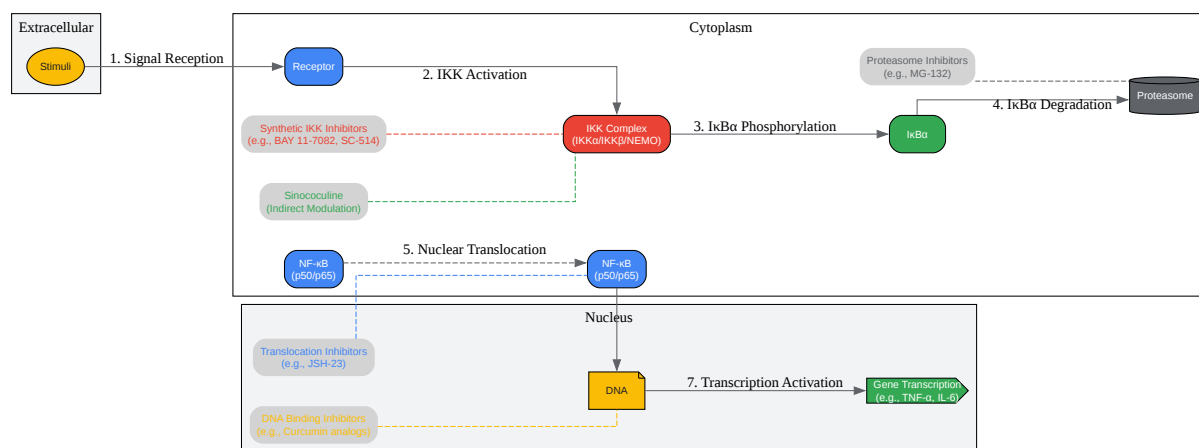 Extracellular
Cytoplasm
Stimuli
1. Signal Reception
Receptor
2. IKK Activation
Proteasome Inhibitors
(e.g., MG-132)
Proteasome
4. IκBα Degradation
Synthetic IKK Inhibitors
(e.g., BAY 11-7082, SC-514)
IKK Complex
(IKKα/IKKβ/NEMO)
3. IκBα Phosphorylation
IκBα
Sinococuline
(Indirect Modulation)
NF-κB
(p50/p65)
5. Nuclear Translocation
NF-κB
(p50/p65)
Nucleus
Translocation Inhibitors
(e.g., JSH-23)
DNA
7. Transcription Activation
Gene Transcription
(e.g., TNF-α, IL-6)
DNA Binding Inhibitors
(e.g., Curcumin analogs)